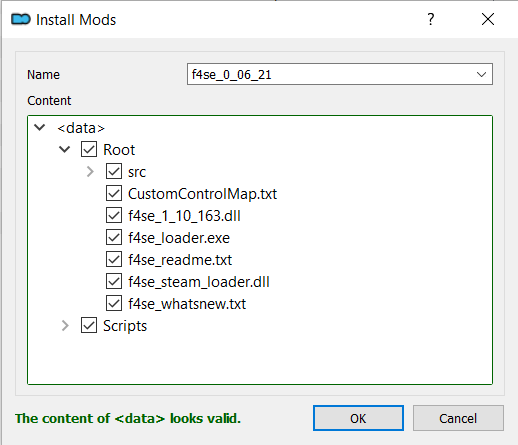 Install Mods
?
Name
f4se_0_06_21
Content
<data>
Root
src
CustomControlMap.txt
f4se_1_10_163.dll
f4se_loader.exe
f4se_readme.txt
f4se_steam_loader.dll
f4se_whatsnew.txt
Scripts
The content of <data> looks valid.
OK
Cancel